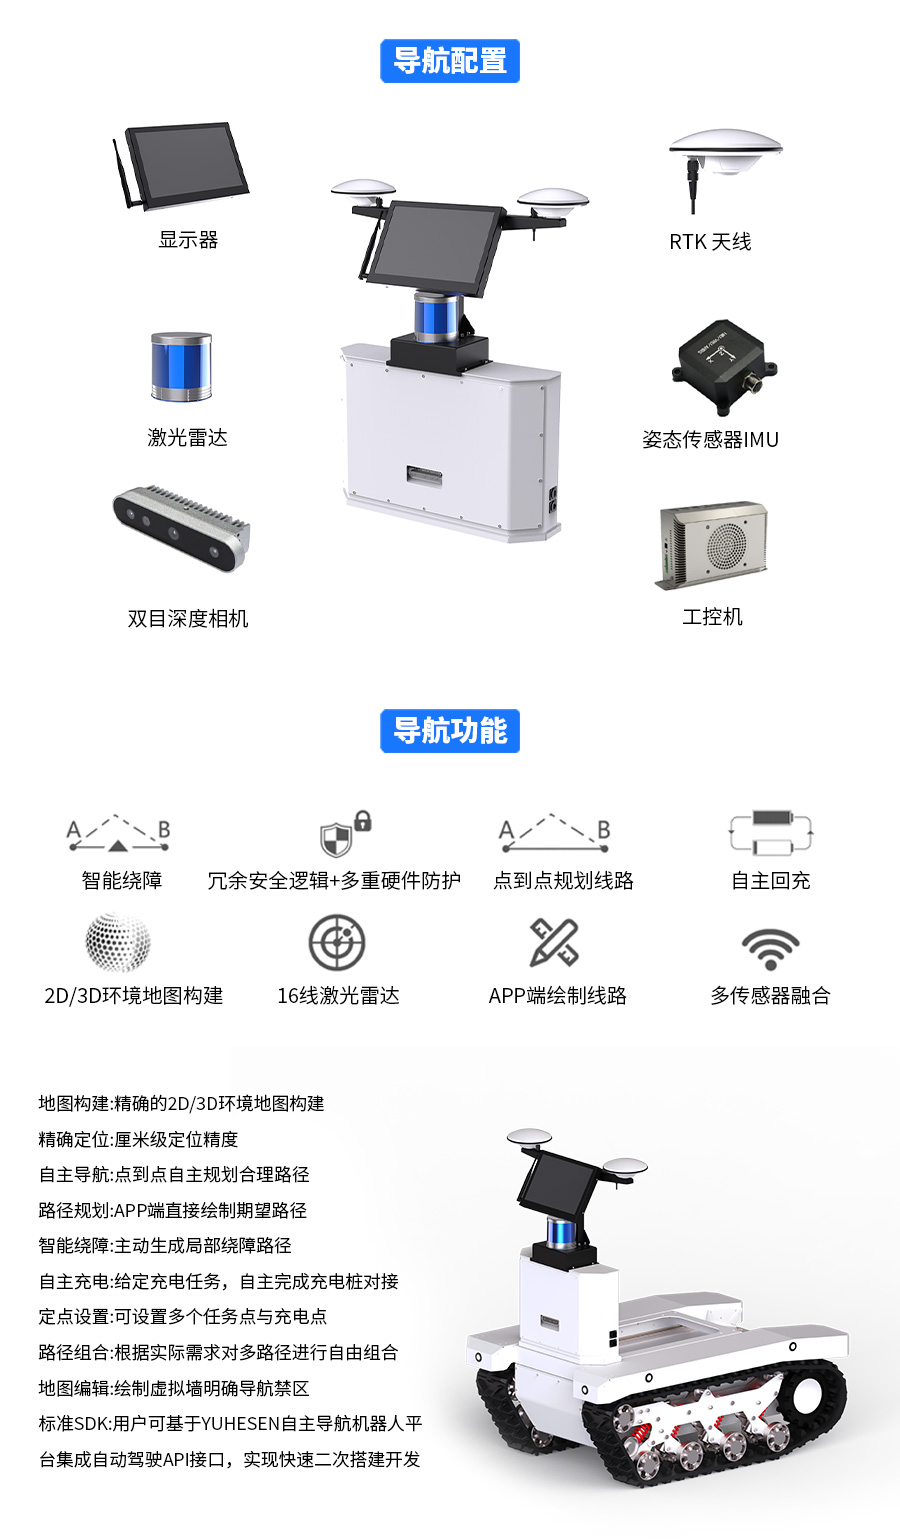 导航配置
显示器
RTK 天线
激光雷达
姿态传感器IMU
双目深度相机
工控机
导航功能
A B
A B
智能绕障
冗余安全逻辑+多重硬件防护
点到点规划线路
自主回充
2D/3D环境地图构建
16线激光雷达
APP端绘制线路
多传感器融合
地图构建:精确的2D/3D环境地图构建
精确定位:厘米级定位精度
自主导航:点到点自主规划合理路径
路径规划:APP端直接绘制期望路径
智能绕障:主动生成局部绕障路径
自主充电:给定充电任务，自主完成充电桩对接
定点设置:可设置多个任务点与充电点
路径组合:根据实际需求对多路径进行自由组合
地图编辑:绘制虚拟墙明确导航禁区
标准SDK:用户可基于YUHESEN自主导航机器人平
台集成自动驾驶API接口，实现快速二次搭建开发